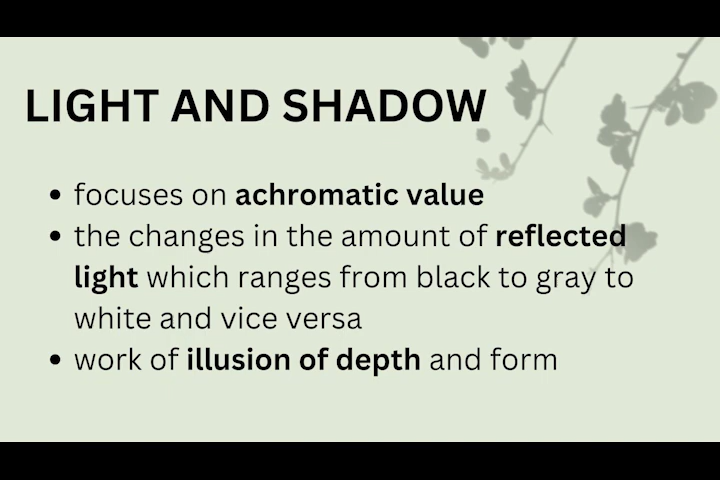 LIGHT AND SHADOW
• focuses on achromatic value
• the changes in the amount of reflected
light which ranges from black to gray to
white and vice versa
• work of illusion of depth and form